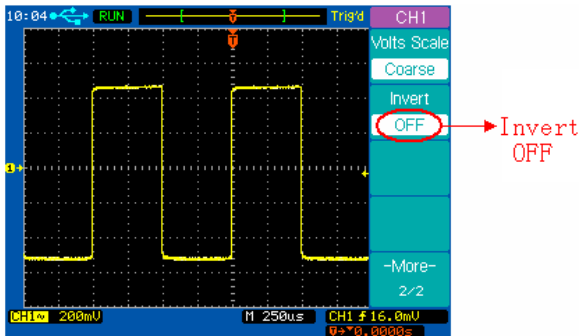 10:04 RUN Trig'd CH1
T
Volts Scale
Coarse
Invert
OFF
Invert
OFF
1
-More-
2/2
CH1~ 200mV M 250us CH1 16.0mV
0.0000s